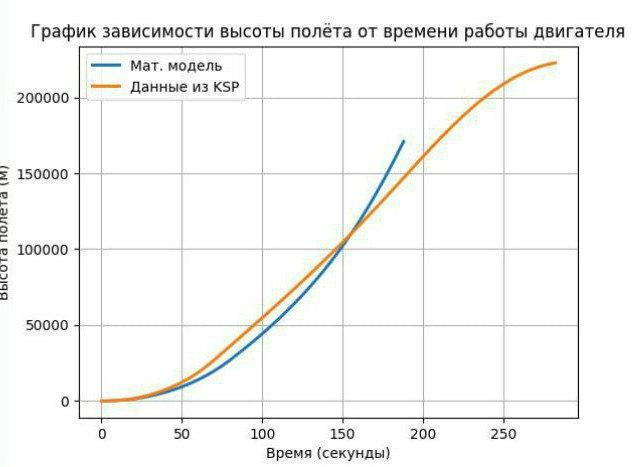 График зависимости высоты полёта от времени работы двигателя
Мат. модель
Данные из KSP
200000
150000
100000
50000
0
Высота полёта (м)
0 50 100 150 200 250
Время (секунды)